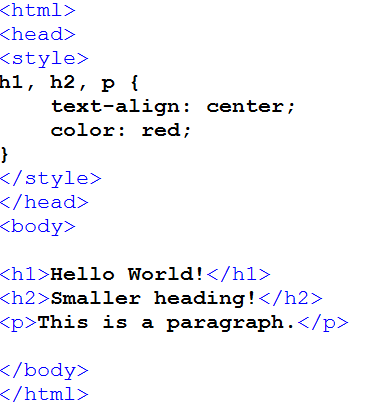 <html>
<head>
<style>
h1, h2, p {
    text-align: center;
    color: red;
}
</style>
</head>
<body>

<h1>Hello World!</h1>
<h2>Smaller heading!</h2>
<p>This is a paragraph.</p>

</body>
</html>